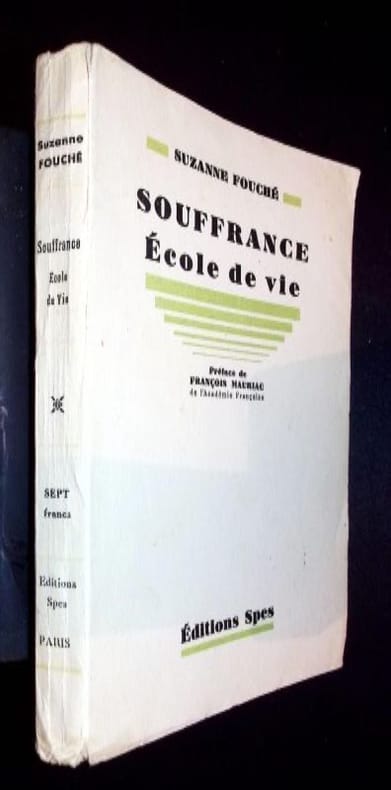 Suzanne
FOUCHÉ
Souffrance
Ecole
de Vie
SEPT
francs
Editions
Spes
PARIS
SUZANNE FOUCHÉ
SOUFFRANCE
École de vie
Préface de
FRANÇOIS MAURIAC
de l'Académie Française
Éditions Spes